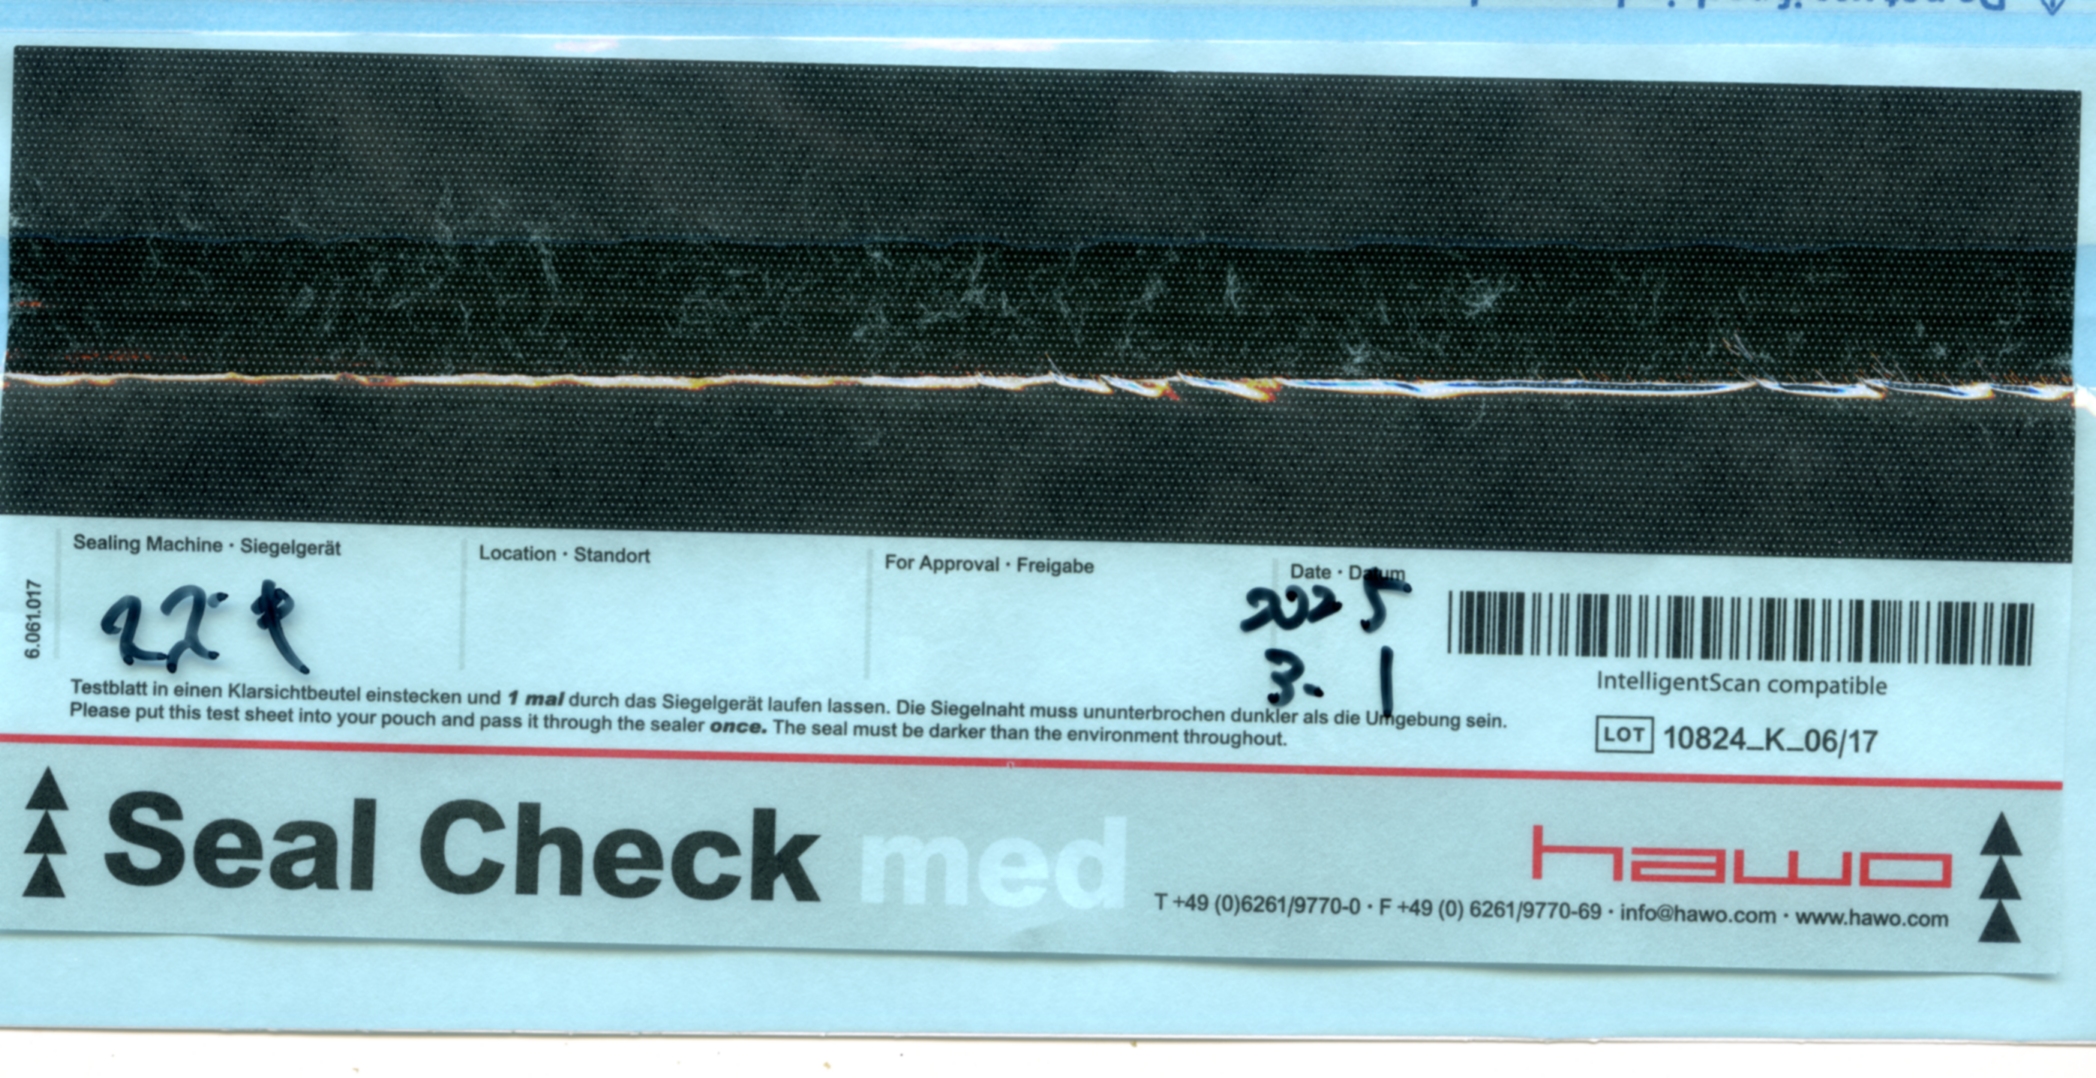 Sealing Machine · Siegelgerät
Location · Standort
For Approval · Freigabe
Date · Datum
2025
3. 1
6.061.017
IntelligentScan compatible
Testblatt in einen Klarsichtbeutel einstecken und 1 mal durch das Siegelgerät laufen lassen. Die Siegelnaht muss ununterbrochen dunkler als die Umgebung sein.
Please put this test sheet into your pouch and pass it through the sealer once. The seal must be darker than the environment throughout.
LOT 10824_K_06/17
Seal Check med
hawo
T +49 (0)6261/9770-0 · F +49 (0) 6261/9770-69 · info@hawo.com · www.hawo.com